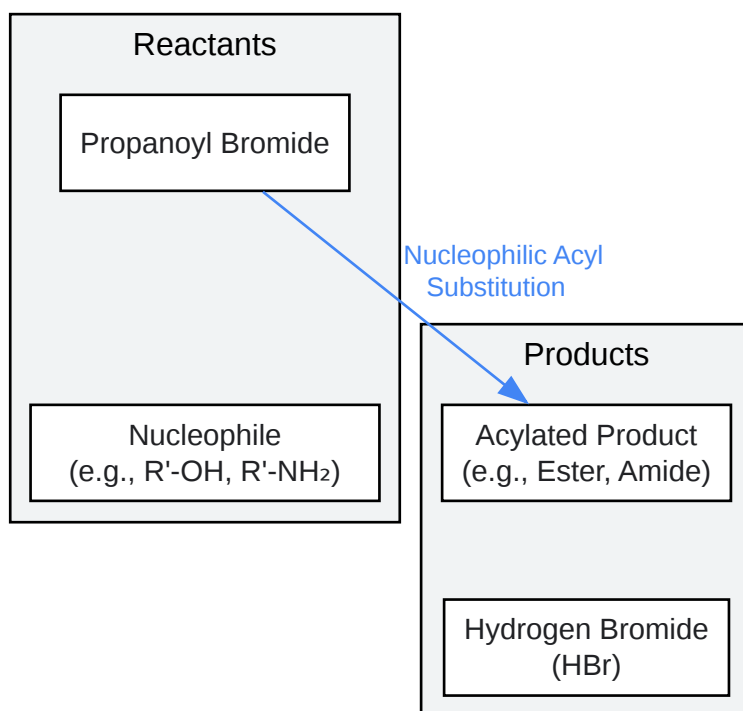 Reactants
Propanoyl Bromide
Nucleophilic Acyl
Substitution
Products
Nucleophile
(e.g., R'-OH, R'-NH₂)
Acylated Product
(e.g., Ester, Amide)
Hydrogen Bromide
(HBr)